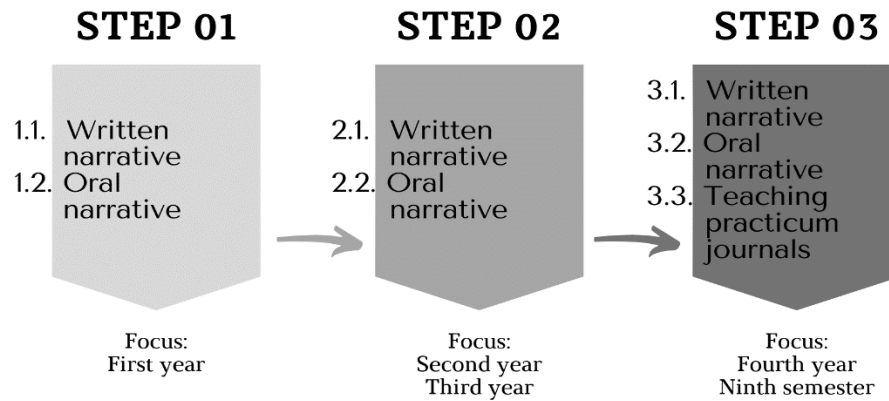 STEP 01
1.1. Written
narrative
1.2. Oral
narrative
Focus:
First year
STEP 02
2.1. Written
narrative
2.2. Oral
narrative
Focus:
Second year
Third year
STEP 03
3.1. Written
narrative
3.2. Oral
narrative
3.3. Teaching
practicum
journals
Focus:
Fourth year
Ninth semester